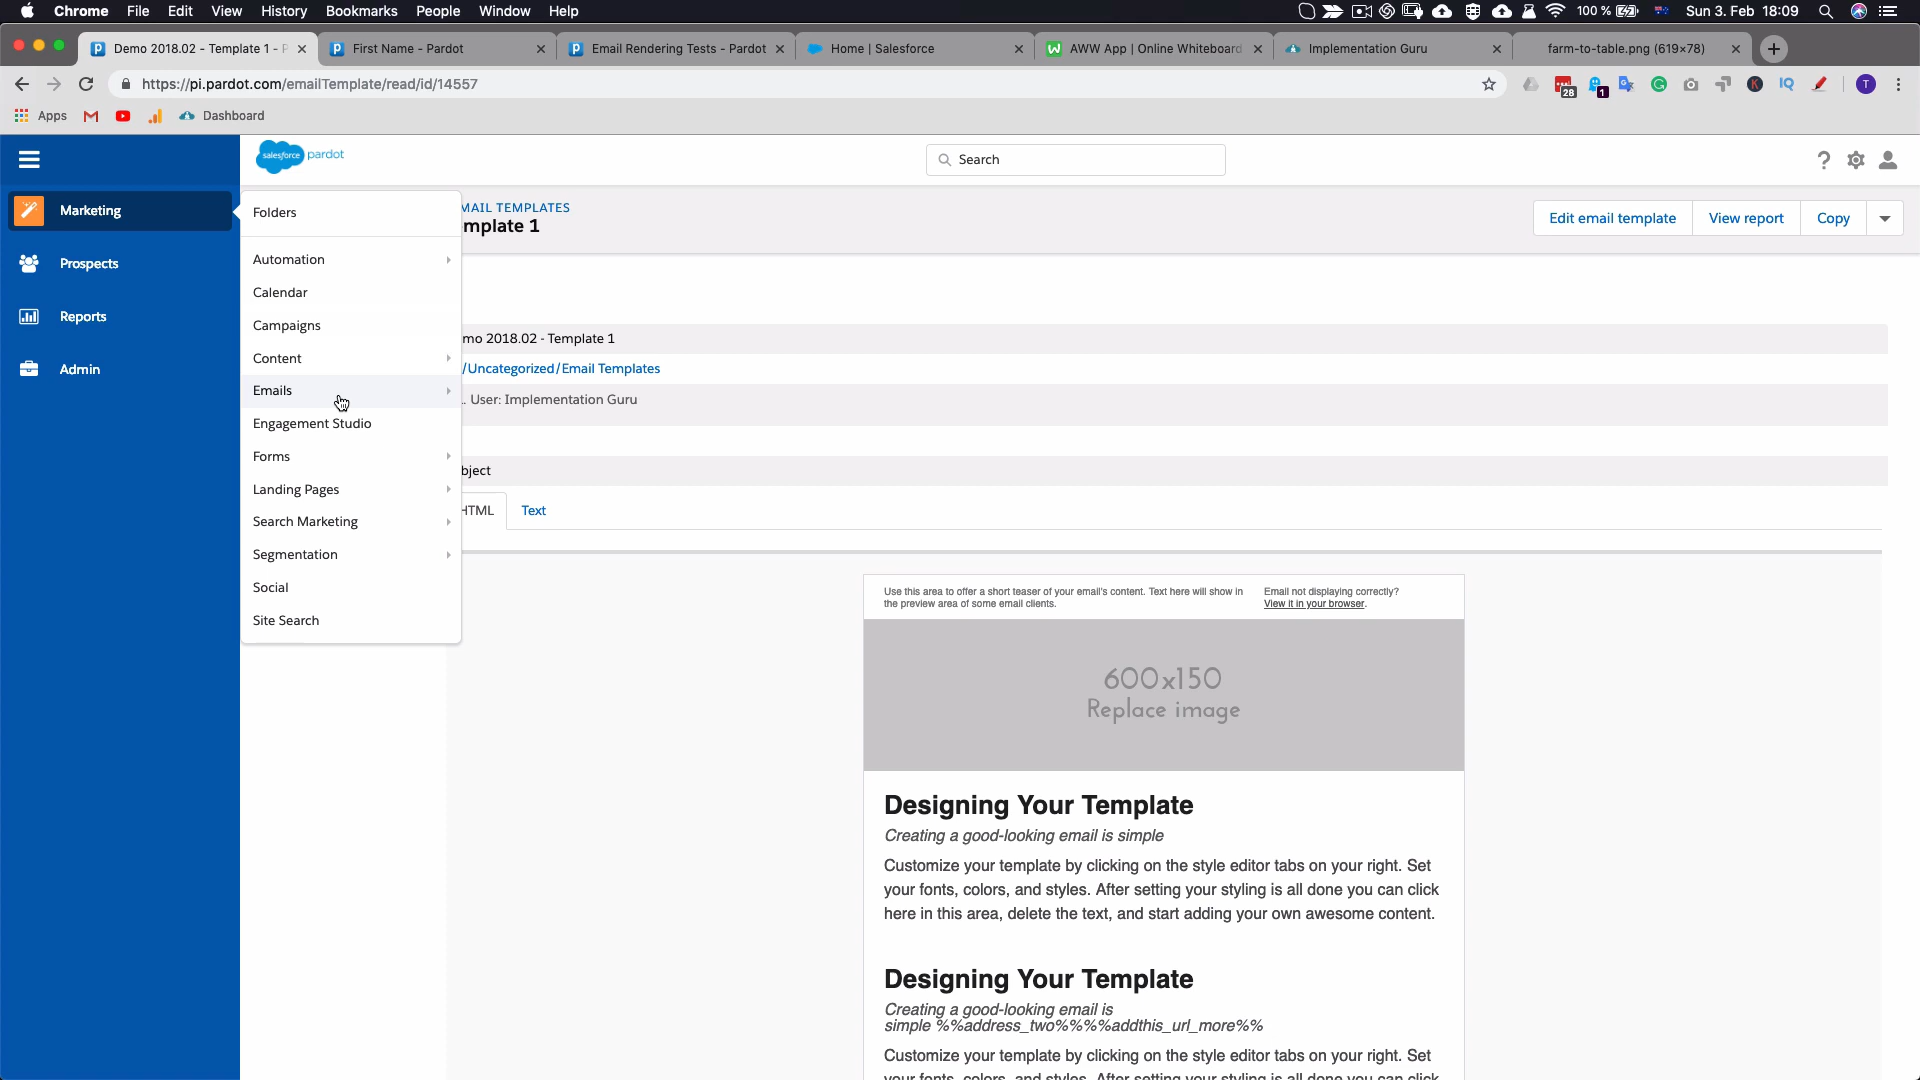 Chrome File Edit View History Bookmarks People Window Help
100 % Sun 3. Feb 18:09
Demo 2018.02 - Template 1 - P
First Name - Pardot
Email Rendering Tests - Pardot
Home | Salesforce
AWW App | Online Whiteboard
Implementation Guru
farm-to-table.png (619×78)
https://pi.pardot.com/emailTemplate/read/id/14557
28
1
IQ
K
T
Apps
Dashboard
salesforce pardot
Search
Marketing
Prospects
Reports
Admin
Folders
Automation
Calendar
Campaigns
Content
Emails
Engagement Studio
Forms
Landing Pages
Search Marketing
Segmentation
Social
Site Search
MAIL TEMPLATES
mplate 1
Edit email template
View report
Copy
mo 2018.02 - Template 1
/Uncategorized/Email Templates
. User: Implementation Guru
bject
HTML
Text
Use this area to offer a short teaser of your email's content. Text here will show in
the preview area of some email clients.
Email not displaying correctly?
View it in your browser.
600x150
Replace image
Designing Your Template
Creating a good-looking email is simple
Customize your template by clicking on the style editor tabs on your right. Set
your fonts, colors, and styles. After setting your styling is all done you can click
here in this area, delete the text, and start adding your own awesome content.
Designing Your Template
Creating a good-looking email is
simple %%address_two%%%%addthis_url_more%%
Customize your template by clicking on the style editor tabs on your right. Set
your fonts, colors, and styles. After setting your styling is all done you can click